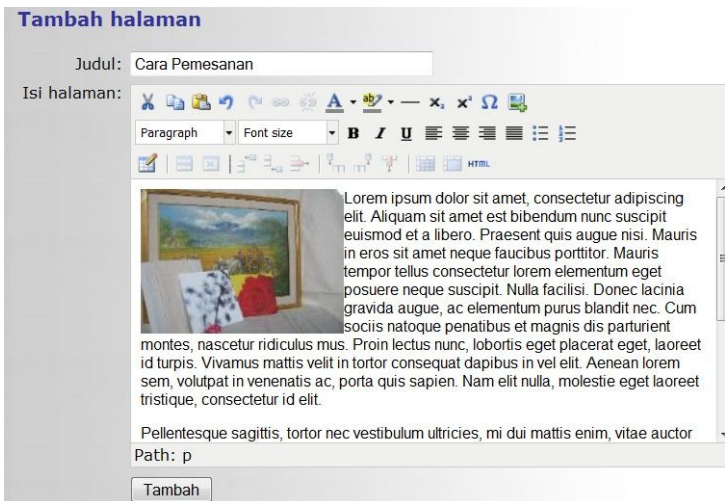 Tambah halaman
Judul: Cara Pemesanan
Isi halaman:
A ab
x₂ x² Ω
Paragraph Font size B I U
HTML
Lorem ipsum dolor sit amet, consectetur adipiscing
elit. Aliquam sit amet est bibendum nunc suscipit
euismod et a libero. Praesent quis augue nisi. Mauris
in eros sit amet neque faucibus porttitor. Mauris
tempor tellus consectetur lorem elementum eget
posuere neque suscipit. Nulla facilisi. Donec lacinia
gravida augue, ac elementum purus blandit nec. Cum
sociis natoque penatibus et magnis dis parturient
montes, nascetur ridiculus mus. Proin lectus nunc, lobortis eget placerat eget, laoreet
id turpis. Vivamus mattis velit in tortor consequat dapibus in vel elit. Aenean lorem
sem, volutpat in venenatis ac, porta quis sapien. Nam elit nulla, molestie eget laoreet
tristique, consectetur id elit.
Pellentesque sagittis, tortor nec vestibulum ultricies, mi dui mattis enim, vitae auctor
Path: p
Tambah